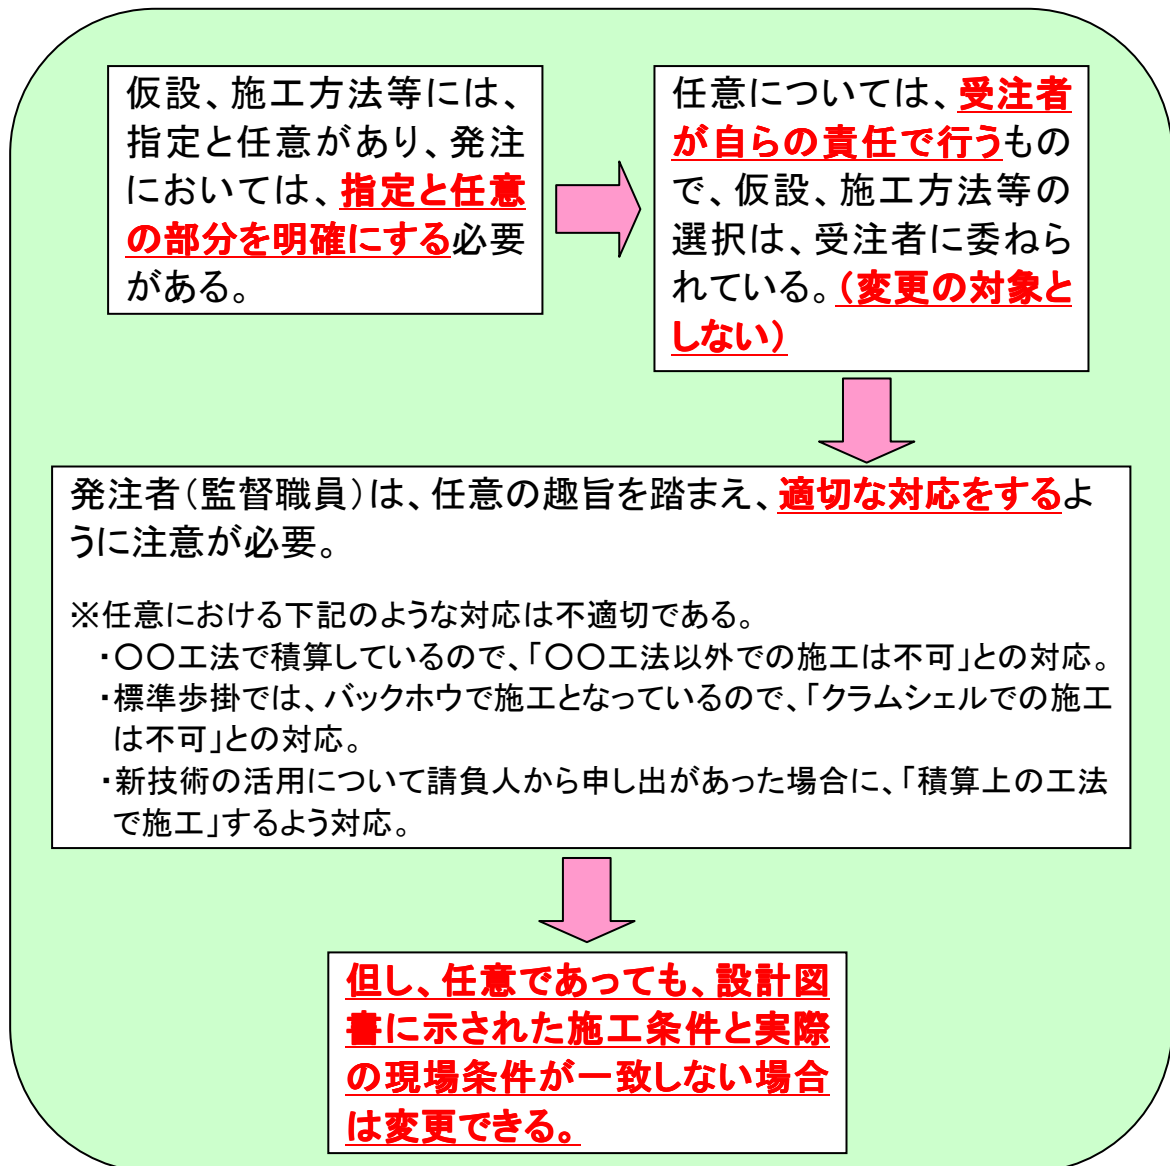 仮設、施工方法等には、
指定と任意があり、発注
においては、指定と任意
の部分を明確にする必要
がある。
任意については、受注者
が自らの責任で行うもの
で、仮設、施工方法等の
選択は、受注者に委ねら
れている。(変更の対象と
しない)
発注者(監督職員)は、任意の趣旨を踏まえ、適切な対応をするよ
うに注意が必要。
※任意における下記のような対応は不適切である。
・〇〇工法で積算しているので、「〇〇工法以外での施工は不可」との対応。
・標準歩掛では、バックホウで施工となっているので、「クラムシェルでの施工
は不可」との対応。
・新技術の活用について請負人から申し出があった場合に、「積算上の工法
で施工」するよう対応。
但し、任意であっても、設計図
書に示された施工条件と実際
の現場条件が一致しない場合
は変更できる。